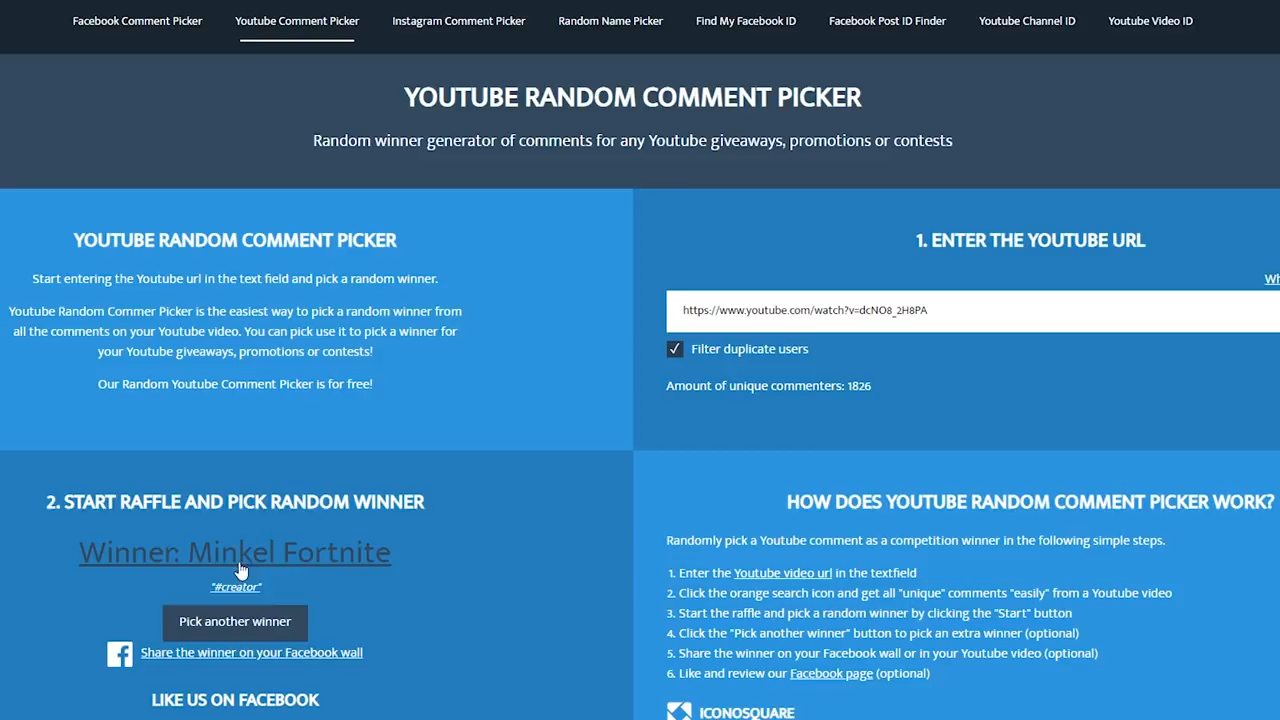 Facebook Comment Picker
Youtube Comment Picker
Instagram Comment Picker
Random Name Picker
Find My Facebook ID
Facebook Post ID Finder
Youtube Channel ID
Youtube Video ID
YOUTUBE RANDOM COMMENT PICKER
Random winner generator of comments for any Youtube giveaways, promotions or contests
YOUTUBE RANDOM COMMENT PICKER
Start entering the Youtube url in the text field and pick a random winner.
Youtube Random Commer Picker is the easiest way to pick a random winner from
all the comments on your Youtube video. You can pick use it to pick a winner for
your Youtube giveaways, promotions or contests!
Our Random Youtube Comment Picker is for free!
1. ENTER THE YOUTUBE URL
https://www.youtube.com/watch?v=dcNO8_2H8PA
Filter duplicate users
Amount of unique commenters: 1826
2. START RAFFLE AND PICK RANDOM WINNER
Winner: Minkel Fortnite
"#creator"
Pick another winner
Share the winner on your Facebook wall
LIKE US ON FACEBOOK
HOW DOES YOUTUBE RANDOM COMMENT PICKER WORK?
Randomly pick a Youtube comment as a competition winner in the following simple steps.
1. Enter the Youtube video url in the textfield
2. Click the orange search icon and get all "unique" comments "easily" from a Youtube video
3. Start the raffle and pick a random winner by clicking the "Start" button
4. Click the "Pick another winner" button to pick an extra winner (optional)
5. Share the winner on your Facebook wall or in your Youtube video (optional)
6. Like and review our Facebook page (optional)
ICONOSQUARE